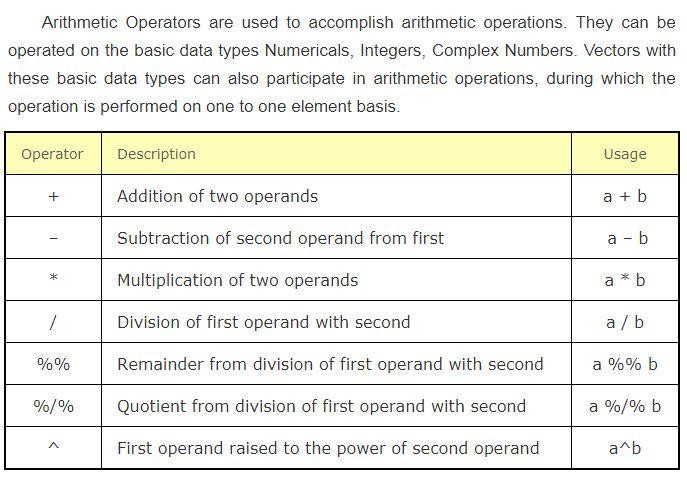 Arithmetic Operators are used to accomplish arithmetic operations. They can be
operated on the basic data types Numericals, Integers, Complex Numbers. Vectors with
these basic data types can also participate in arithmetic operations, during which the
operation is performed on one to one element basis.
Operator Description Usage
+ Addition of two operands a + b
– Subtraction of second operand from first a – b
* Multiplication of two operands a * b
/ Division of first operand with second a / b
%% Remainder from division of first operand with second a %% b
%/% Quotient from division of first operand with second a %/% b
^ First operand raised to the power of second operand a^b